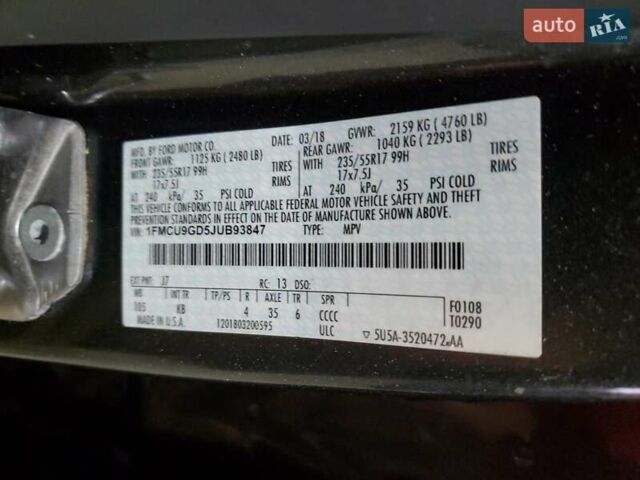 auto RIA.com
MFD. BY FORD MOTOR CO. 03/18 GVWR: 2159 KG ( 4760 LB)
FRONT GAWR: 1125 KG ( 2480 LB) REAR GAWR: 1040 KG ( 2293 LB)
235/55R17 99H TIRES 235/55R17 99H TIRES
17x7.5J RIMS 17x7.5J RIMS
AT 240 kPa/ 35 PSI COLD AT 240 kPa/ 35 PSI COLD
THIS VEHICLE CONFORMS TO ALL APPLICABLE FEDERAL MOTOR VEHICLE SAFETY AND THEFT
PREVENTION STANDARDS IN EFFECT ON THE DATE OF MANUFACTURE SHOWN ABOVE.
VIN: 1FMCU9GD5JUB93847 TYPE: MPV
EXT PNT: J7 RC: 13 DSO:
WB INT TR TP/PS R AXLE TR SPR
105 KB 4 35 6 CCCC F0108
T0290
MADE IN U.S.A. 1201803200595 ULC ▽ 5U5A-3520472-AA